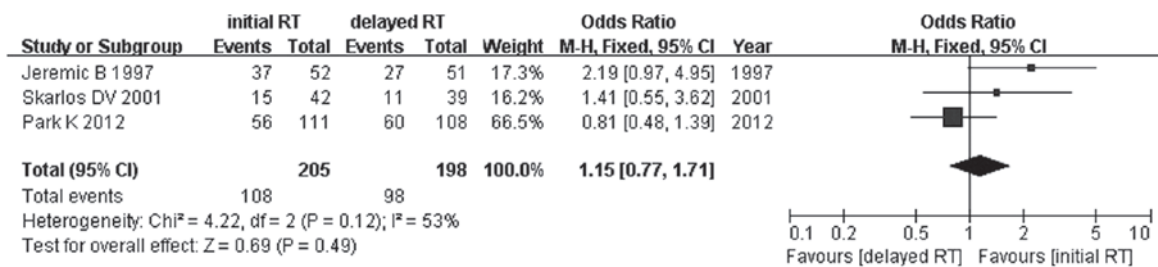 initial RT delayed RT Odds Ratio Odds Ratio
Study or Subgroup Events Total Events Total Weight M-H, Fixed, 95% CI Year M-H, Fixed, 95% CI
Jeremic B 1997 37 52 27 51 17.3% 2.19 [0.97, 4.95] 1997
Skarlos DV 2001 15 42 11 39 16.2% 1.41 [0.55, 3.62] 2001
Park K 2012 56 111 60 108 66.5% 0.81 [0.48, 1.39] 2012
Total (95% CI) 205 198 100.0% 1.15 [0.77, 1.71]
Total events 108 98
Heterogeneity: Chi² = 4.22, df = 2 (P = 0.12); I² = 53%
Test for overall effect: Z = 0.69 (P = 0.49)
0.1 0.2 0.5 1 2 5 10
Favours [delayed RT] Favours [initial RT]